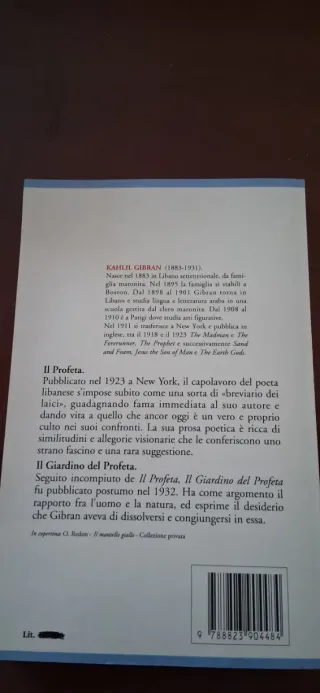 KAHLIL GIBRAN (1883-1931).
Nasce nel 1883 in Libano settentrionale, da fami-
glia maronita. Nel 1895 la famiglia si stabilì a
Boston. Dal 1898 al 1901 Gibran torna in
Libano e studia lingua e letteratura araba in una
scuola gestita dal clero maronita. Dal 1908 al
1910 è a Parigi dove studia arti figurative.
Nel 1911 si trasferisce a New York e pubblica in
inglese, tra il 1918 e il 1923 The Madman e The
Forerunner, The Prophet e successivamente Sand
and Foam, Jesus the Son of Man e The Earth Gods.
Il Profeta.
Pubblicato nel 1923 a New York, il capolavoro del poeta
libanese s'impose subito come una sorta di «breviario dei
laici», guadagnando fama immediata al suo autore e
dando vita a quello che ancor oggi è un vero e proprio
culto nei suoi confronti. La sua prosa poetica è ricca di
similitudini e allegorie visionarie che le conferiscono uno
strano fascino e una rara suggestione.
Il Giardino del Profeta.
Seguito incompiuto de Il Profeta, Il Giardino del Profeta
fu pubblicato postumo nel 1932. Ha come argomento il
rapporto fra l'uomo e la natura, ed esprime il desiderio
che Gibran aveva di dissolversi e congiungersi in essa.
In copertina: O. Redon - Il mantello giallo - Collezione privata
9 788823 904484
Lit.